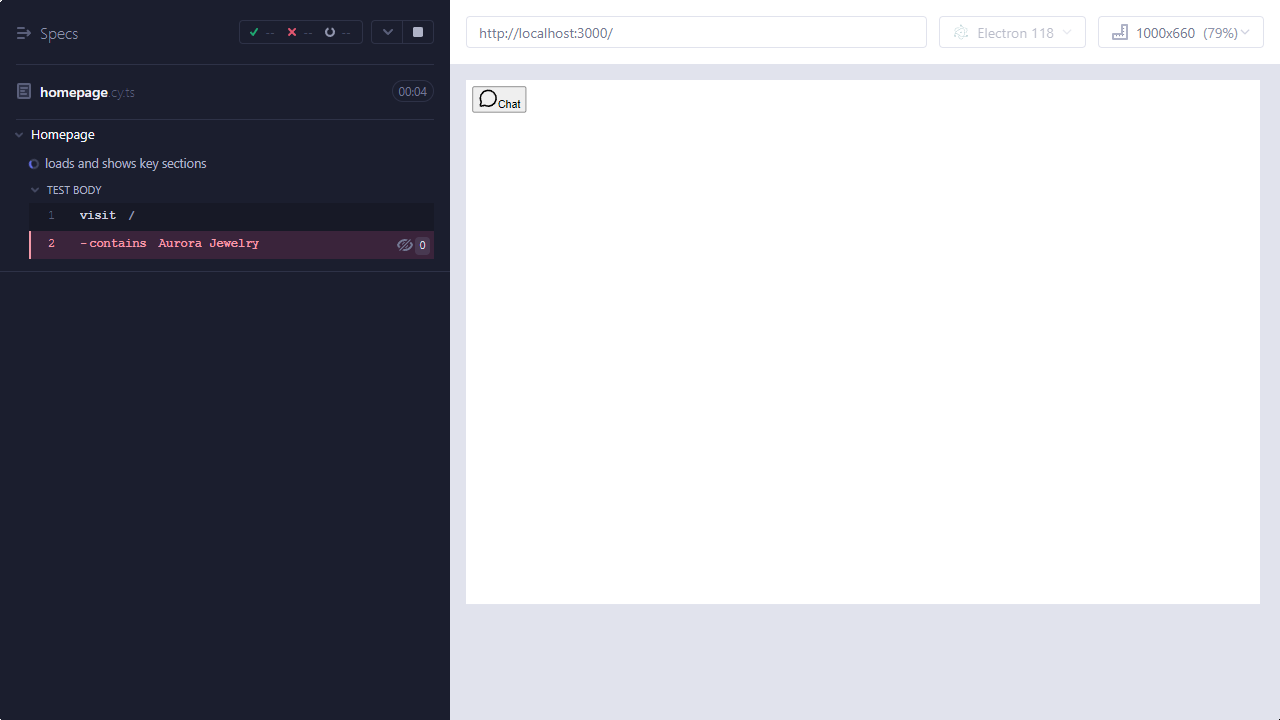 Specs
-- -- --
homepage.cy.ts 00:04
Homepage
loads and shows key sections
TEST BODY
1 visit /
2 -contains Aurora Jewelry 0
http://localhost:3000/
Electron 118
1000x660 (79%)
Chat